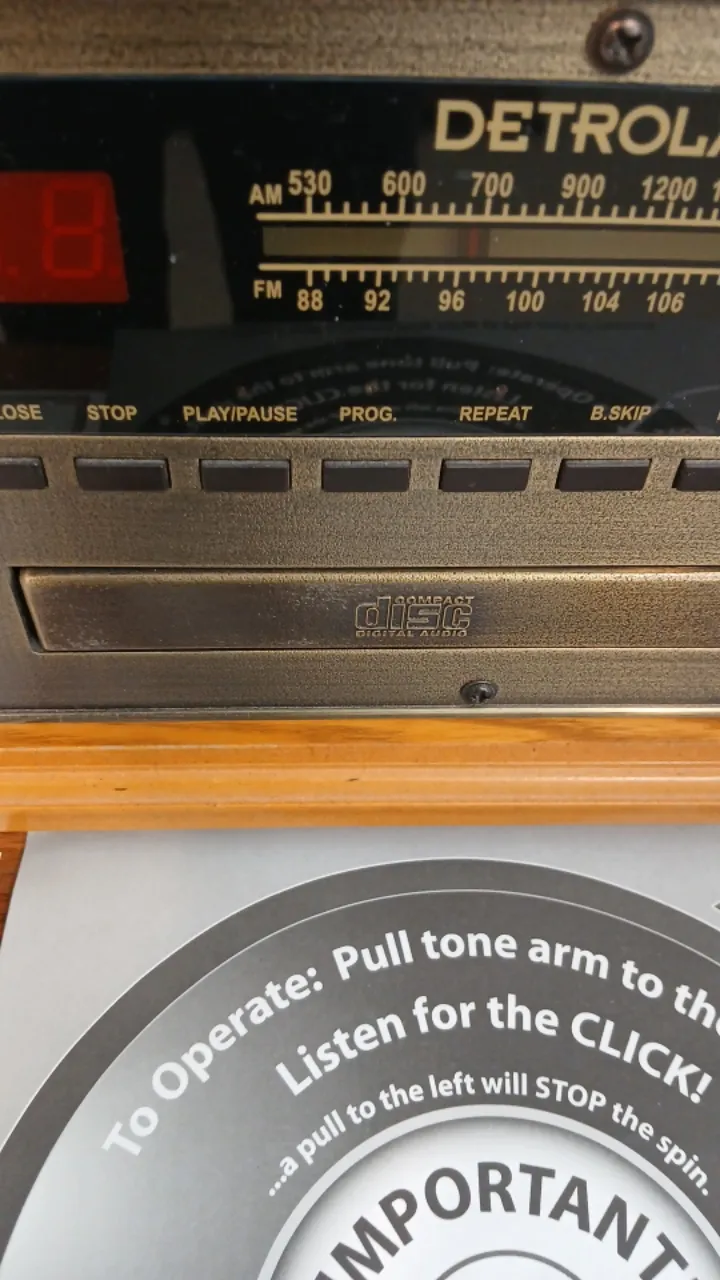 DETROLA
AM 530 600 700 900 1200
FM 88 92 96 100 104 106
LOSE STOP PLAY/PAUSE PROG. REPEAT B.SKIP
COMPACT
disc
DIGITAL AUDIO
To Operate: Pull tone arm to the
Listen for the CLICK!
...a pull to the left will STOP the spin.
IMPORTANT